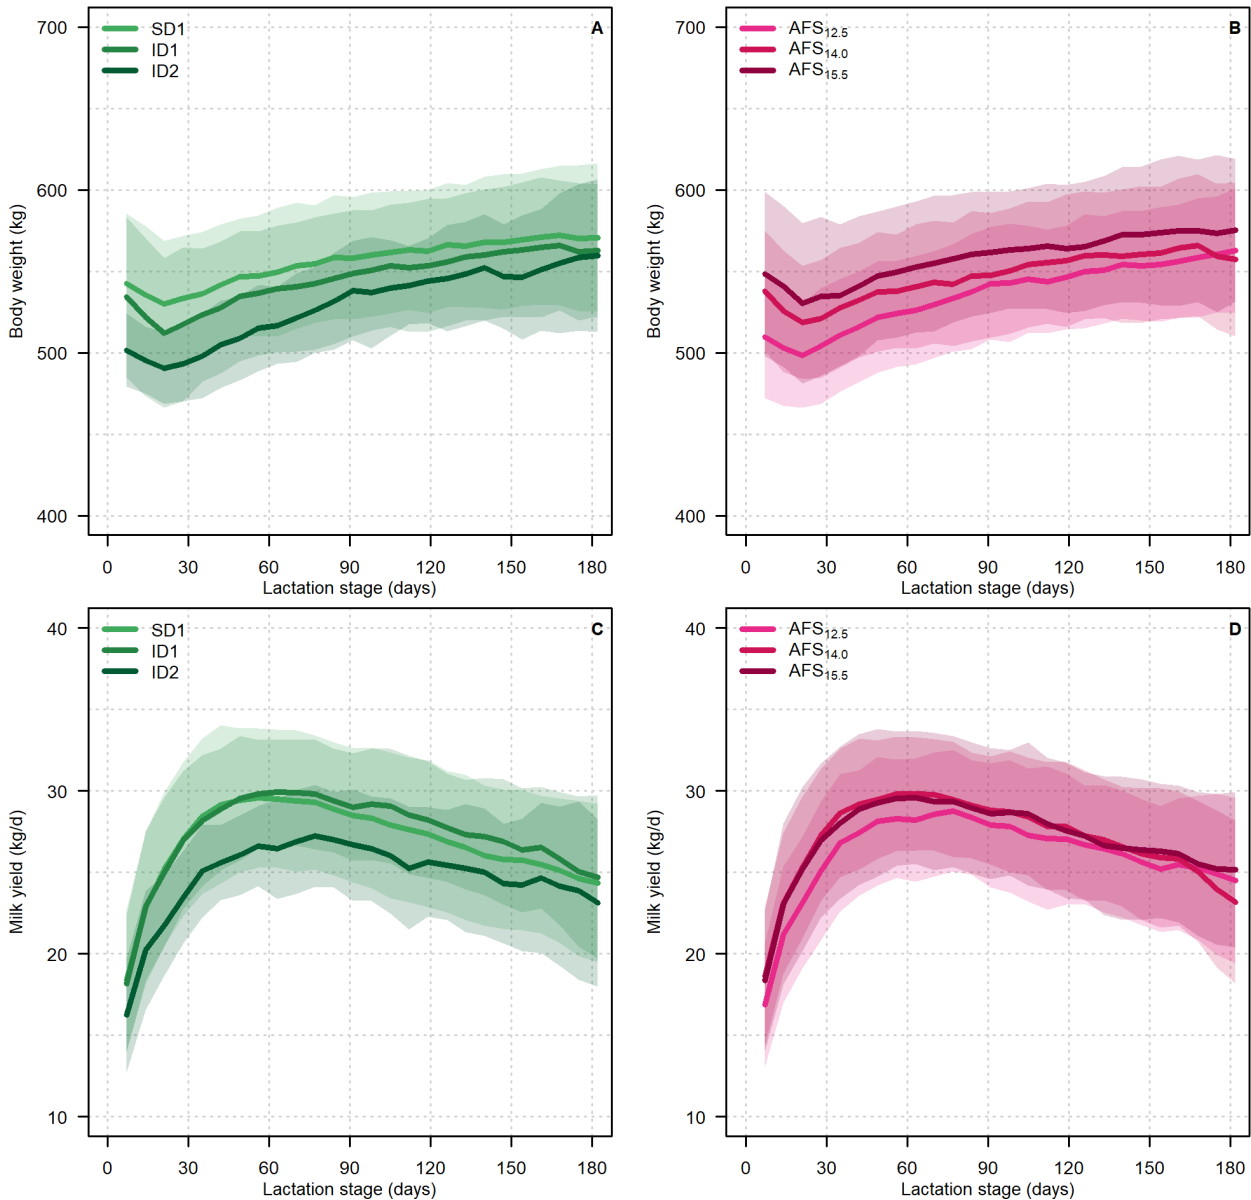 A
SD1
ID1
ID2
700
600
500
400
Body weight (kg)
0 30 60 90 120 150 180
Lactation stage (days)
B
AFS12.5
AFS14.0
AFS15.5
700
600
500
400
Body weight (kg)
0 30 60 90 120 150 180
Lactation stage (days)
C
SD1
ID1
ID2
40
30
20
10
Milk yield (kg/d)
0 30 60 90 120 150 180
Lactation stage (days)
D
AFS12.5
AFS14.0
AFS15.5
40
30
20
10
Milk yield (kg/d)
0 30 60 90 120 150 180
Lactation stage (days)